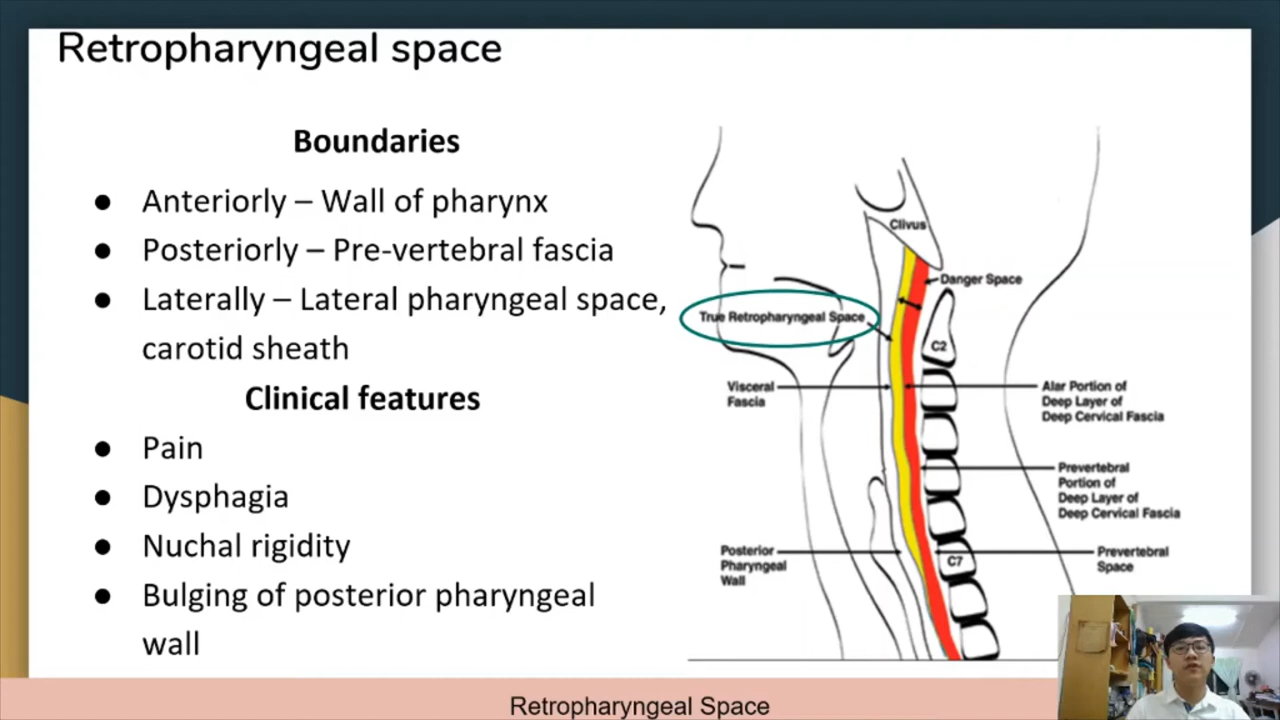 Retropharyngeal space
Boundaries
● Anteriorly – Wall of pharynx
● Posteriorly – Pre-vertebral fascia
● Laterally – Lateral pharyngeal space,
carotid sheath
Clinical features
● Pain
● Dysphagia
● Nuchal rigidity
● Bulging of posterior pharyngeal
wall
Clivus
Danger Space
True Retropharyngeal Space
C2
Visceral
Fascia
Alar Portion of
Deep Layer of
Deep Cervical Fascia
Prevertebral
Portion of
Deep Layer of
Deep Cervical Fascia
Posterior
Pharyngeal
Wall
C7
Prevertebral
Space
Retropharyngeal Space